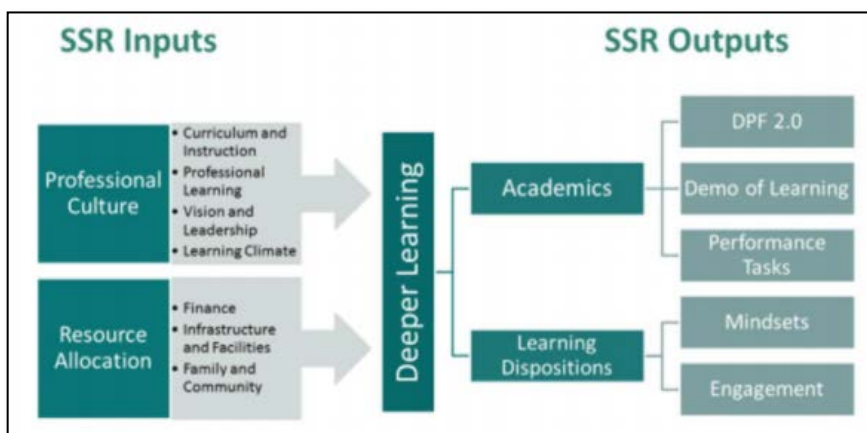 SSR Inputs
SSR Outputs
Professional
Culture
• Curriculum and
Instruction
• Professional
Learning
• Vision and
Leadership
• Learning Climate
Resource
Allocation
• Finance
• Infrastructure
and Facilities
• Family and
Community
Deeper Learning
Academics
DPF 2.0
Demo of Learning
Performance
Tasks
Learning
Dispositions
Mindsets
Engagement